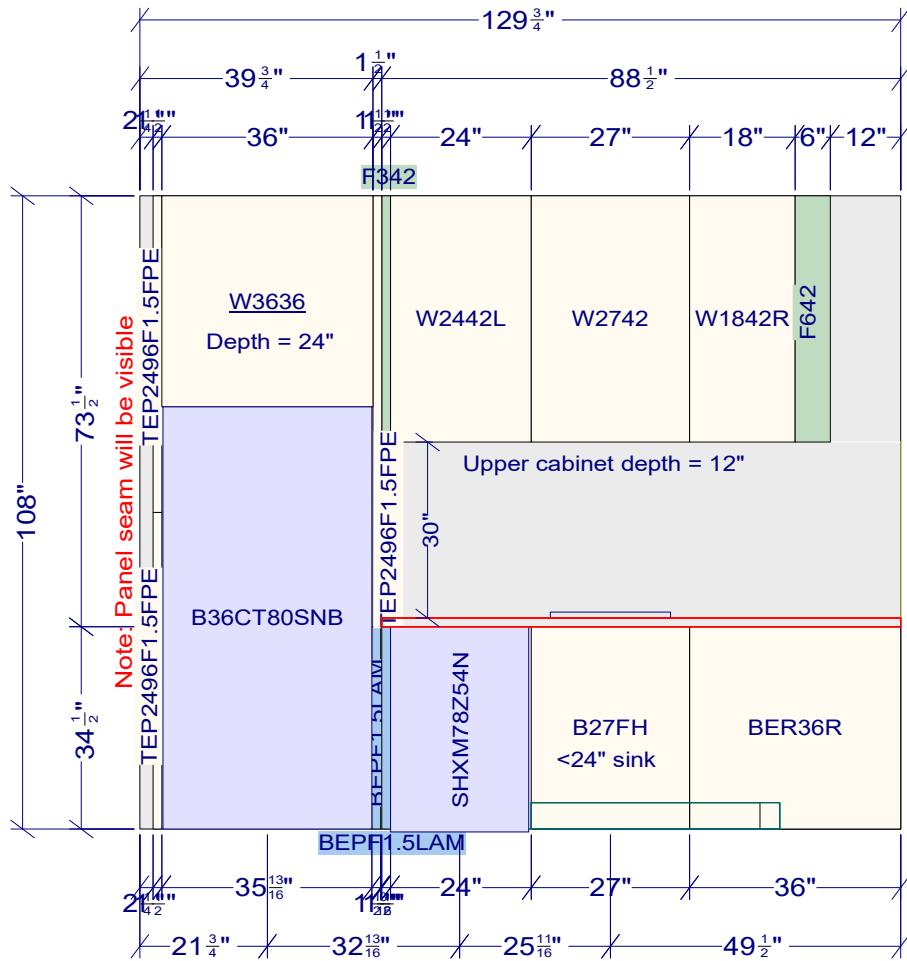 129 3/4"
1 1/2"
39 3/4"
88 1/2"
36"
24"
27"
18"
6"
12"
F342
108"
73 1/2"
34 1/2"
Note: Panel seam will be visible
TEP2496F1.5FPE
TEP2496F1.5FPE
W3636
Depth = 24"
W2442L
W2742
W1842R
F642
TEP2496F1.5FPE
Upper cabinet depth = 12"
30"
B36CT80SNB
BEPF1.5LAM
SHXM78Z54N
B27FH
<24" sink
BER36R
BEPF1.5LAM
35 13/16"
24"
27"
36"
21 3/4"
32 13/16"
25 11/16"
49 1/2"